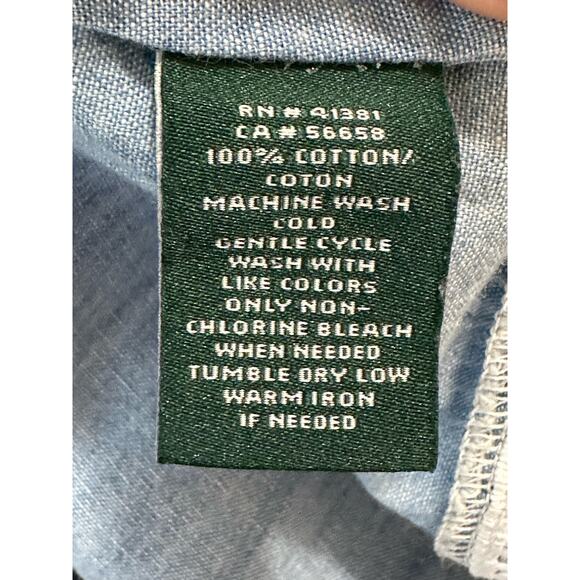 RN # 41381
CA # 56658
100% COTTON/
COTON
MACHINE WASH
COLD
GENTLE CYCLE
WASH WITH
LIKE COLORS
ONLY NON-
CHLORINE BLEACH
WHEN NEEDED
TUMBLE DRY LOW
WARM IRON
IF NEEDED